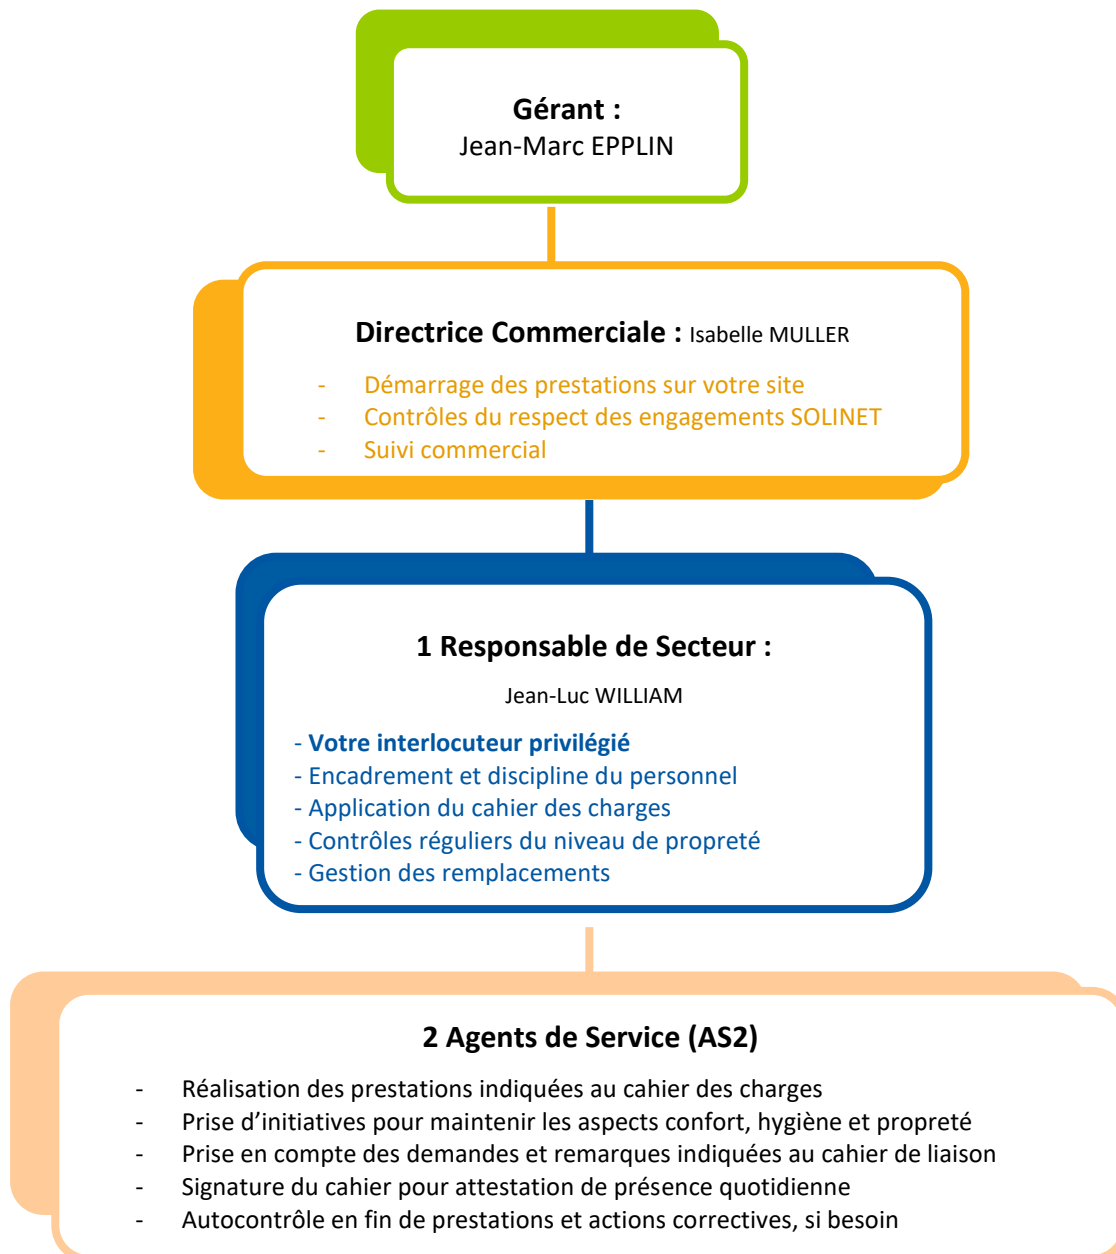 Gérant :
Jean-Marc EPPLIN
Directrice Commerciale : Isabelle MULLER
- Démarrage des prestations sur votre site
- Contrôles du respect des engagements SOLINET
- Suivi commercial
1 Responsable de Secteur :
Jean-Luc WILLIAM
- Votre interlocuteur privilégié
- Encadrement et discipline du personnel
- Application du cahier des charges
- Contrôles réguliers du niveau de propreté
- Gestion des remplacements
2 Agents de Service (AS2)
- Réalisation des prestations indiquées au cahier des charges
- Prise d’initiatives pour maintenir les aspects confort, hygiène et propreté
- Prise en compte des demandes et remarques indiquées au cahier de liaison
- Signature du cahier pour attestation de présence quotidienne
- Autocontrôle en fin de prestations et actions correctives, si besoin